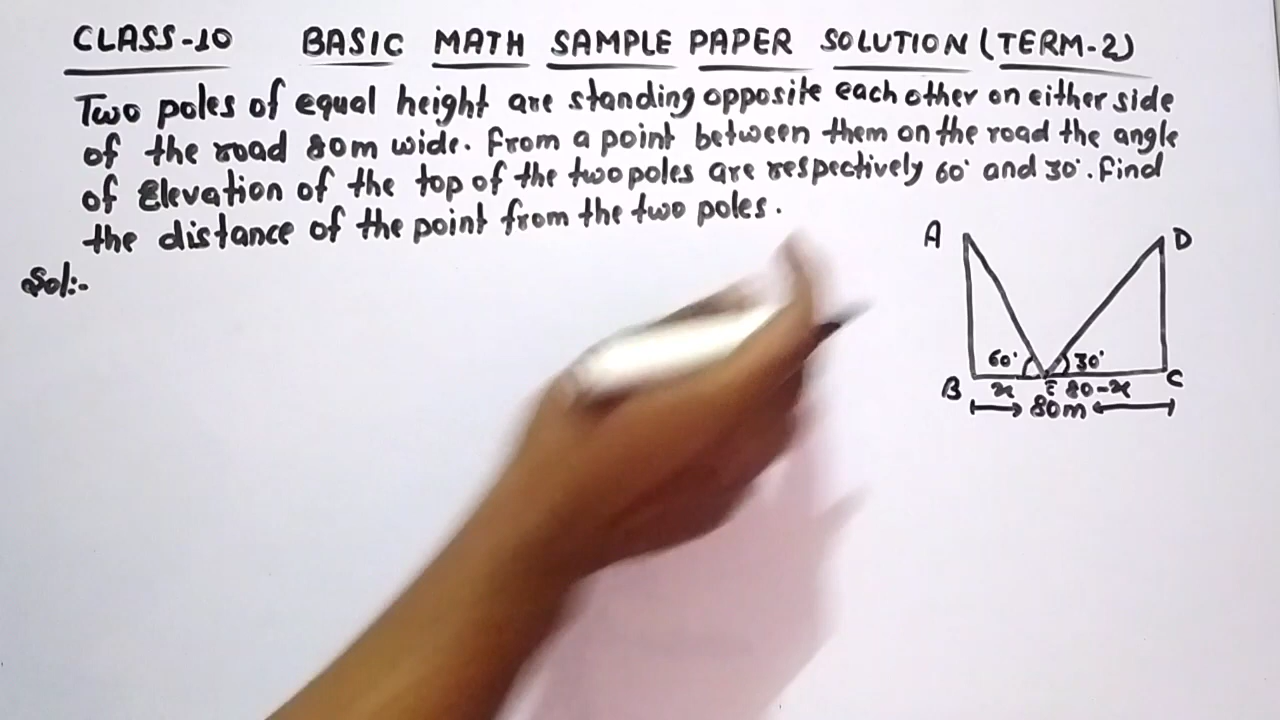 CLASS-10 BASIC MATH SAMPLE PAPER SOLUTION (TERM-2)
Two poles of equal height are standing opposite each other on either side
of the road 80m wide. From a point between them on the road the angle
of Elevation of the top of the two poles are respectively 60° and 30°. Find
the distance of the point from the two poles.
Sol:-
A D
60° 30°
B x E 80-x C
80m